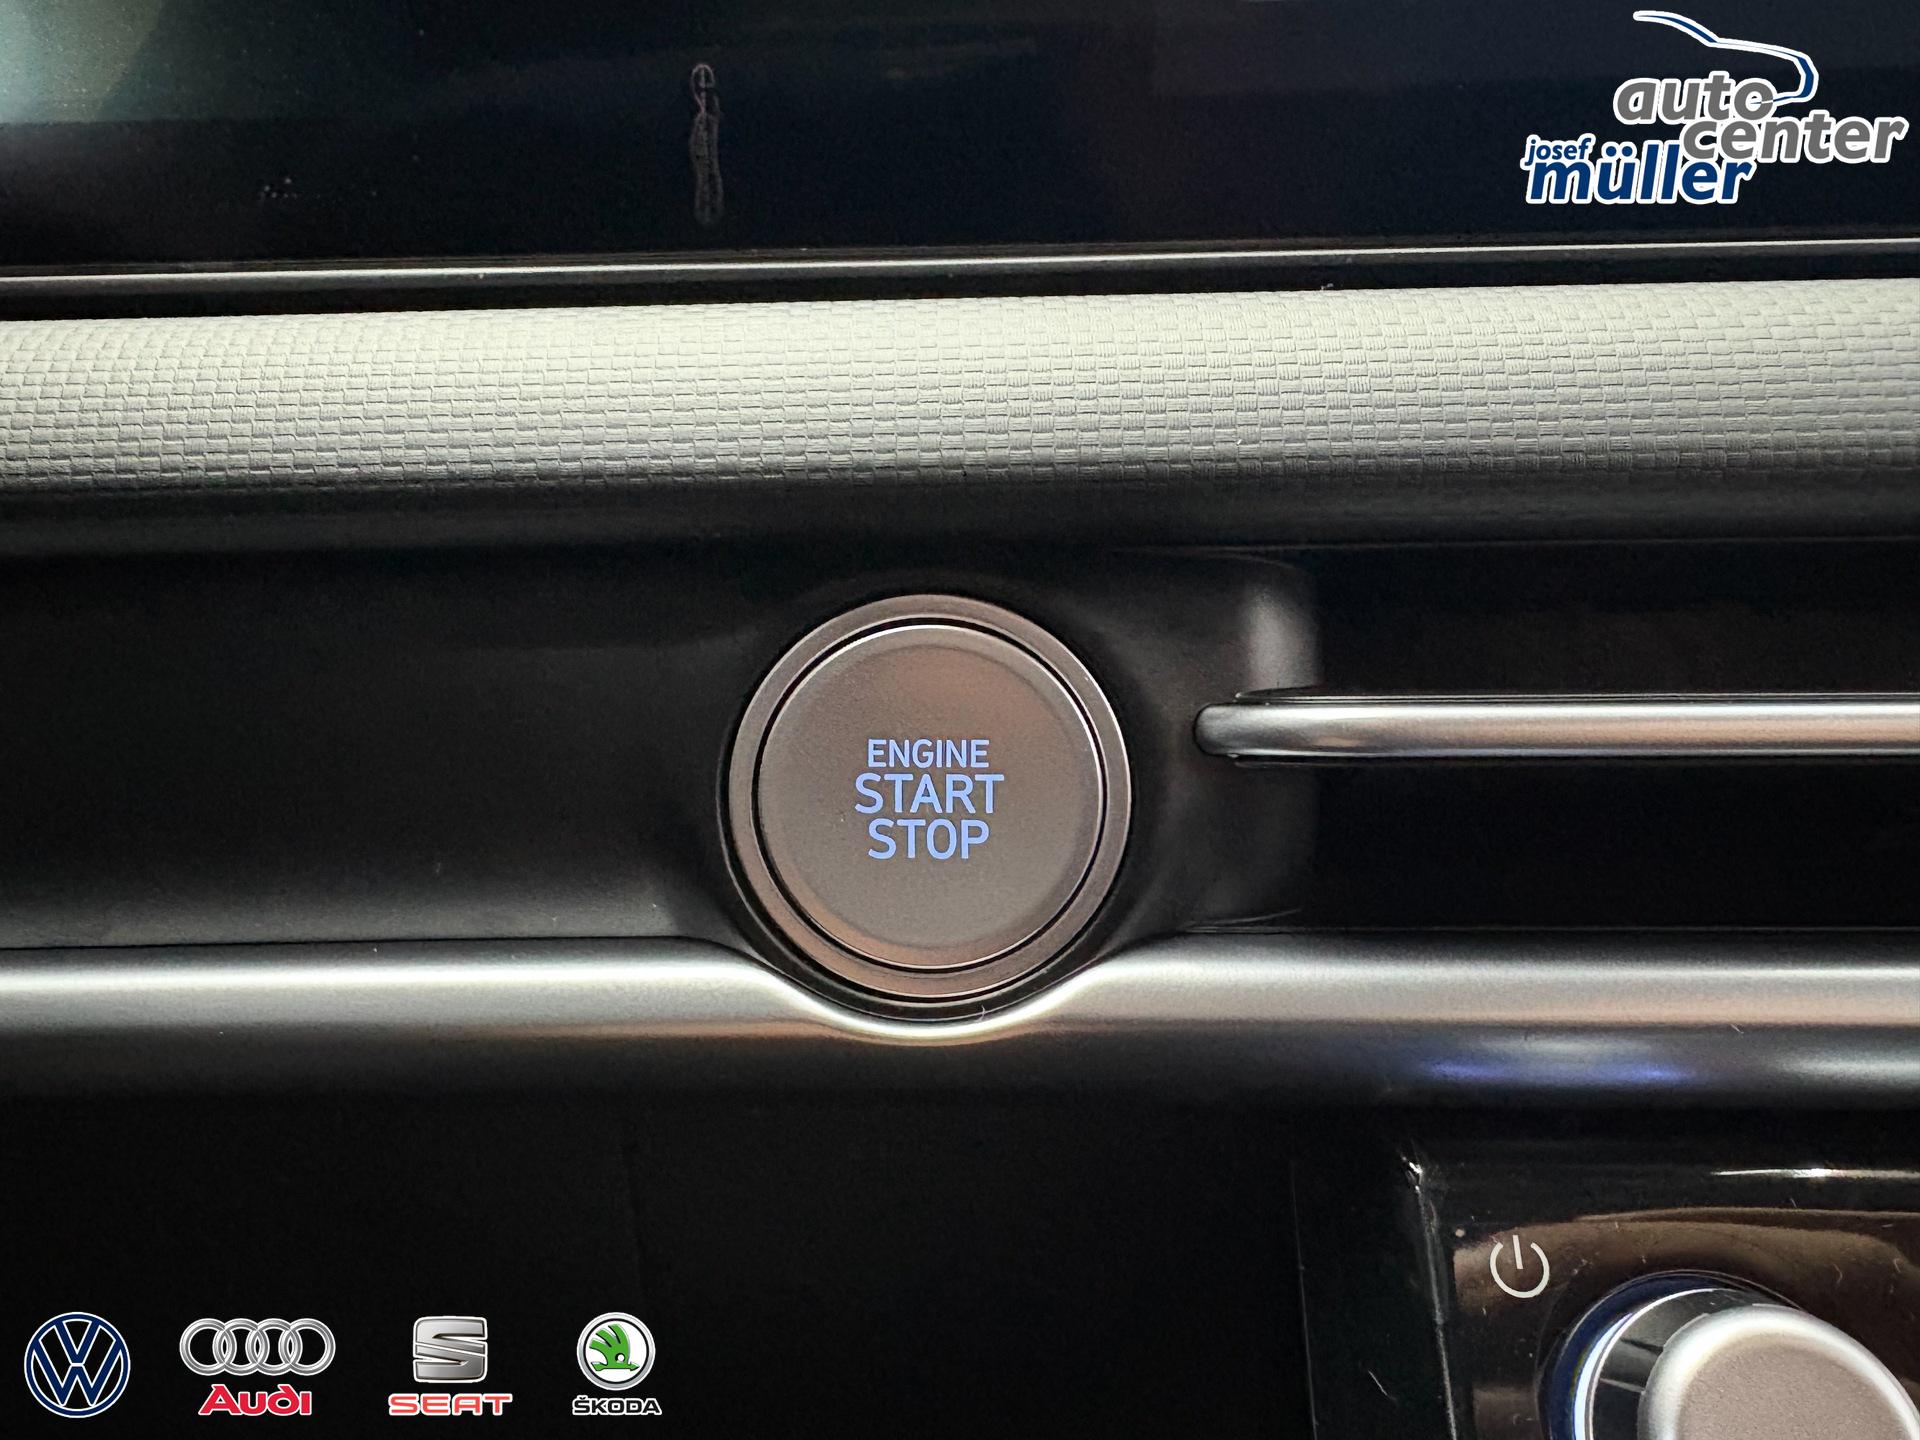 auto
center
josef
müller
ENGINE
START
STOP
Audi
SEAT
ŠKODA